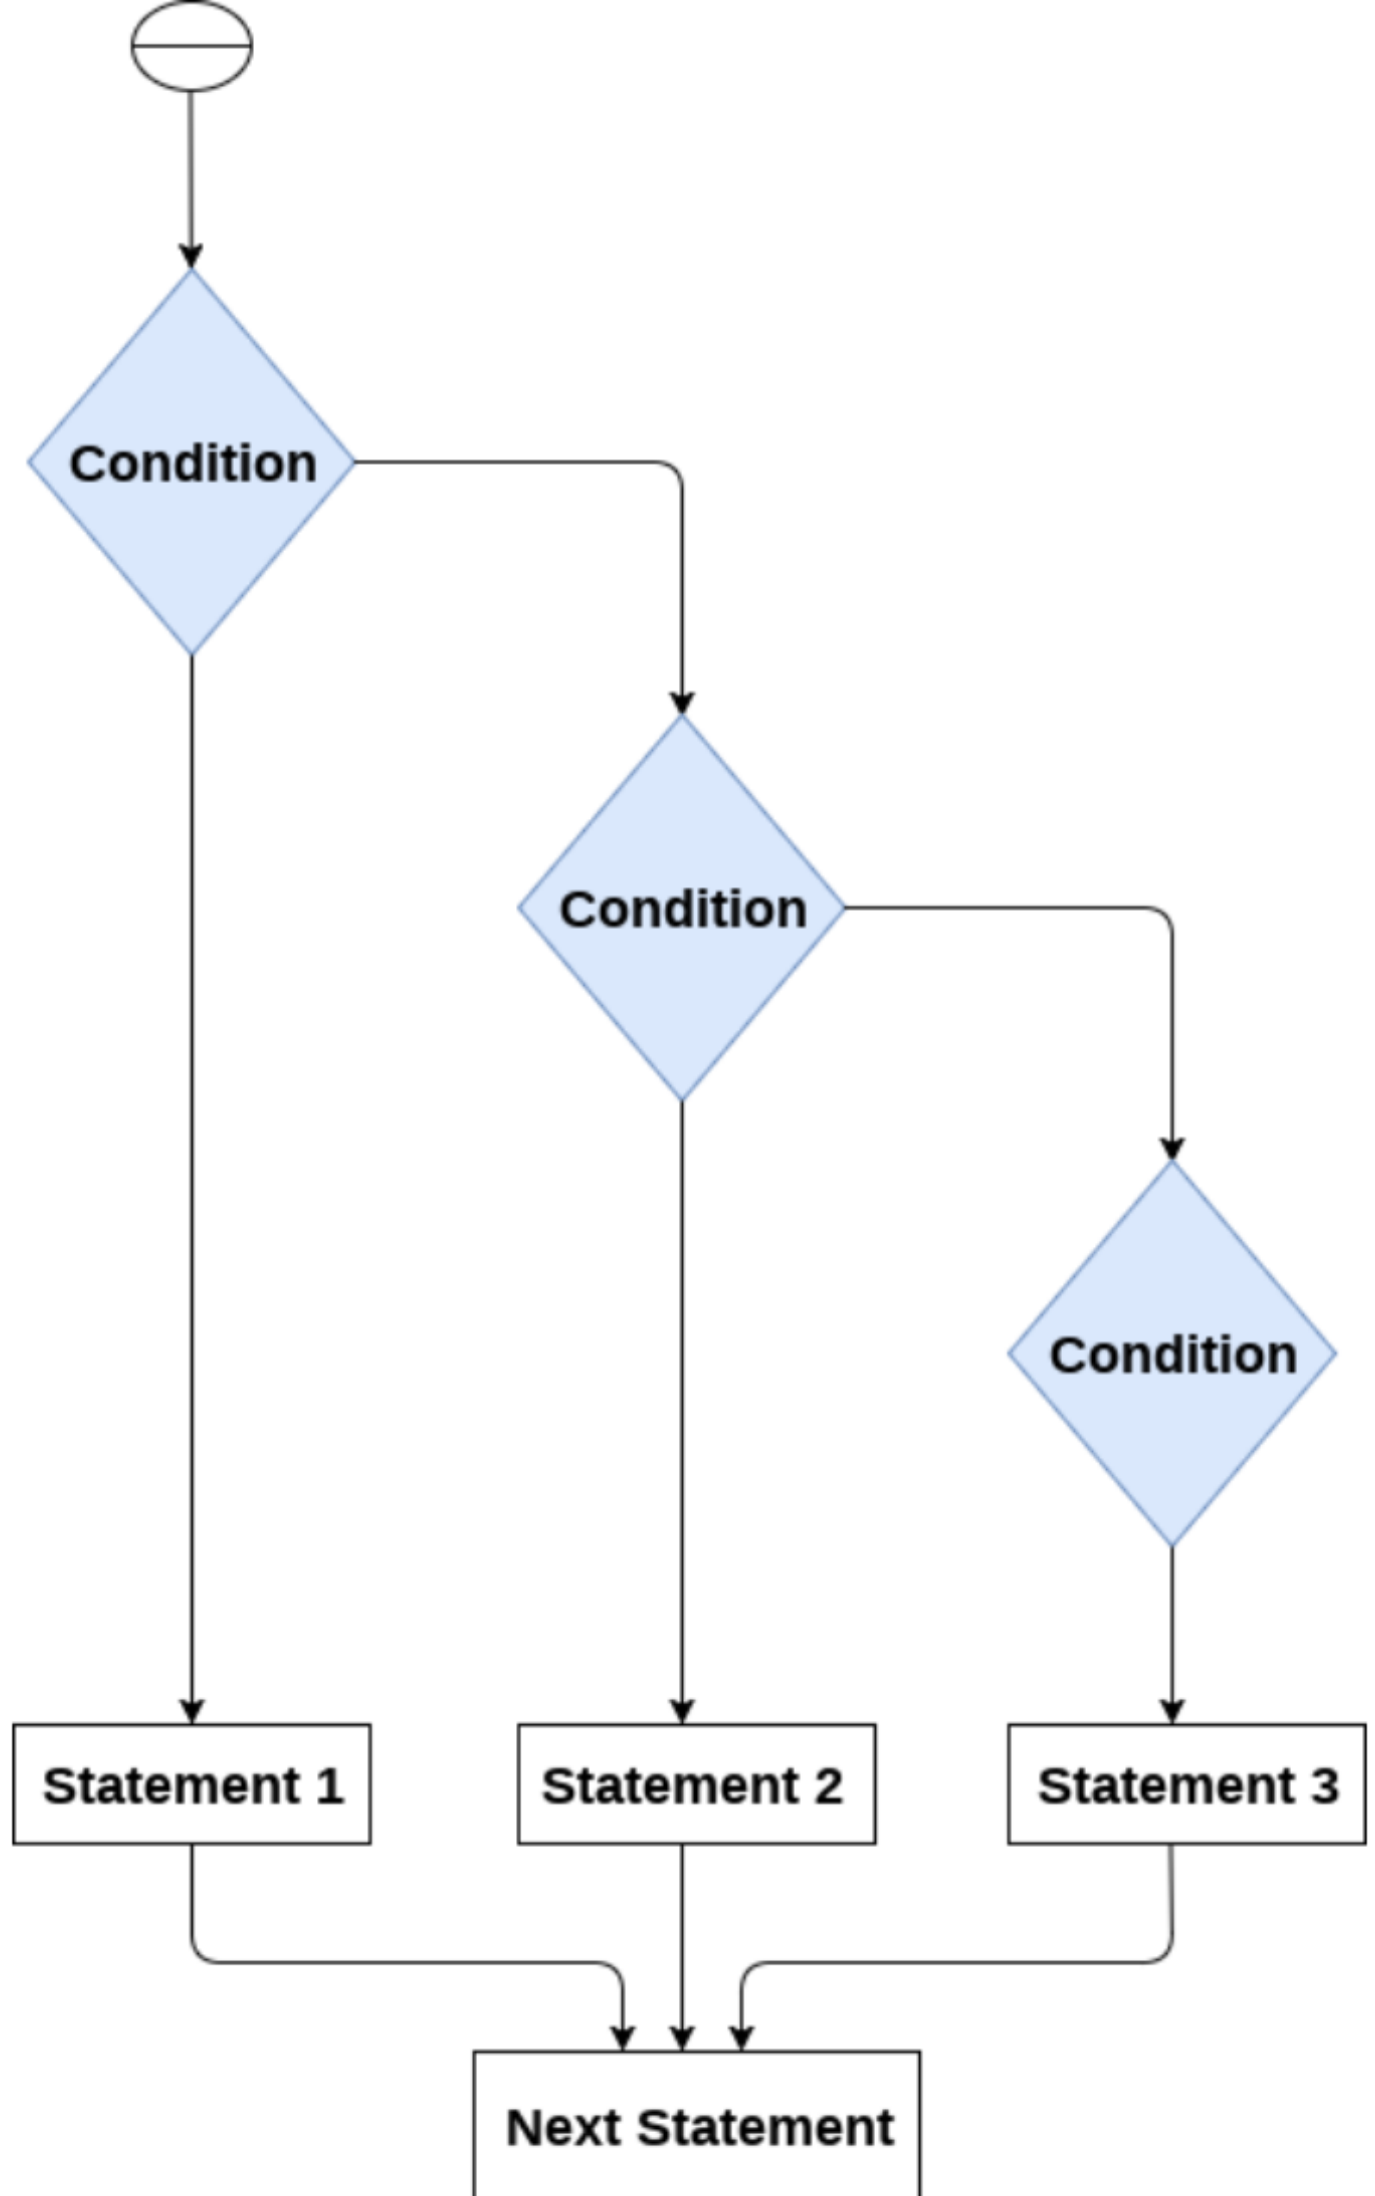 Condition
Condition
Condition
Statement 1
Statement 2
Statement 3
Next Statement